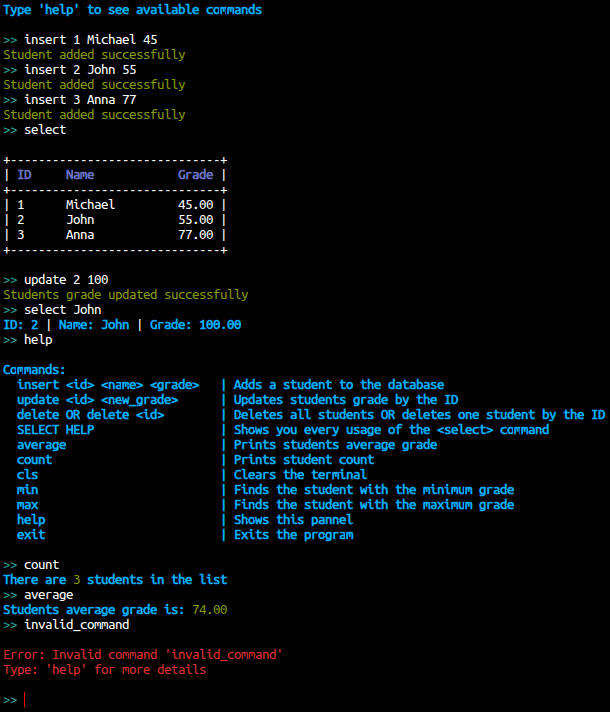 Type 'help' to see available commands
>> insert 1 Michael 45
Student added successfully
>> insert 2 John 55
Student added successfully
>> insert 3 Anna 77
Student added successfully
>> select
+------------------------------+
| ID     Name            Grade |
+------------------------------+
| 1      Michael         45.00 |
| 2      John            55.00 |
| 3      Anna            77.00 |
+------------------------------+
>> update 2 100
Students grade updated successfully
>> select John
ID: 2 | Name: John | Grade: 100.00
>> help
Commands:
  insert <id> <name> <grade>   | Adds a student to the database
  update <id> <new_grade>      | Updates students grade by the ID
  delete OR delete <id>        | Deletes all students OR deletes one student by the ID
  SELECT HELP                  | Shows you every usage of the <select> command
  average                      | Prints students average grade
  count                        | Prints student count
  cls                          | Clears the terminal
  min                          | Finds the student with the minimum grade
  max                          | Finds the student with the maximum grade
  help                         | Shows this pannel
  exit                         | Exits the program
>> count
There are 3 students in the list
>> average
Students average grade is: 74.00
>> invalid_command
Error: Invalid command 'invalid_command'
Type: 'help' for more details
>>